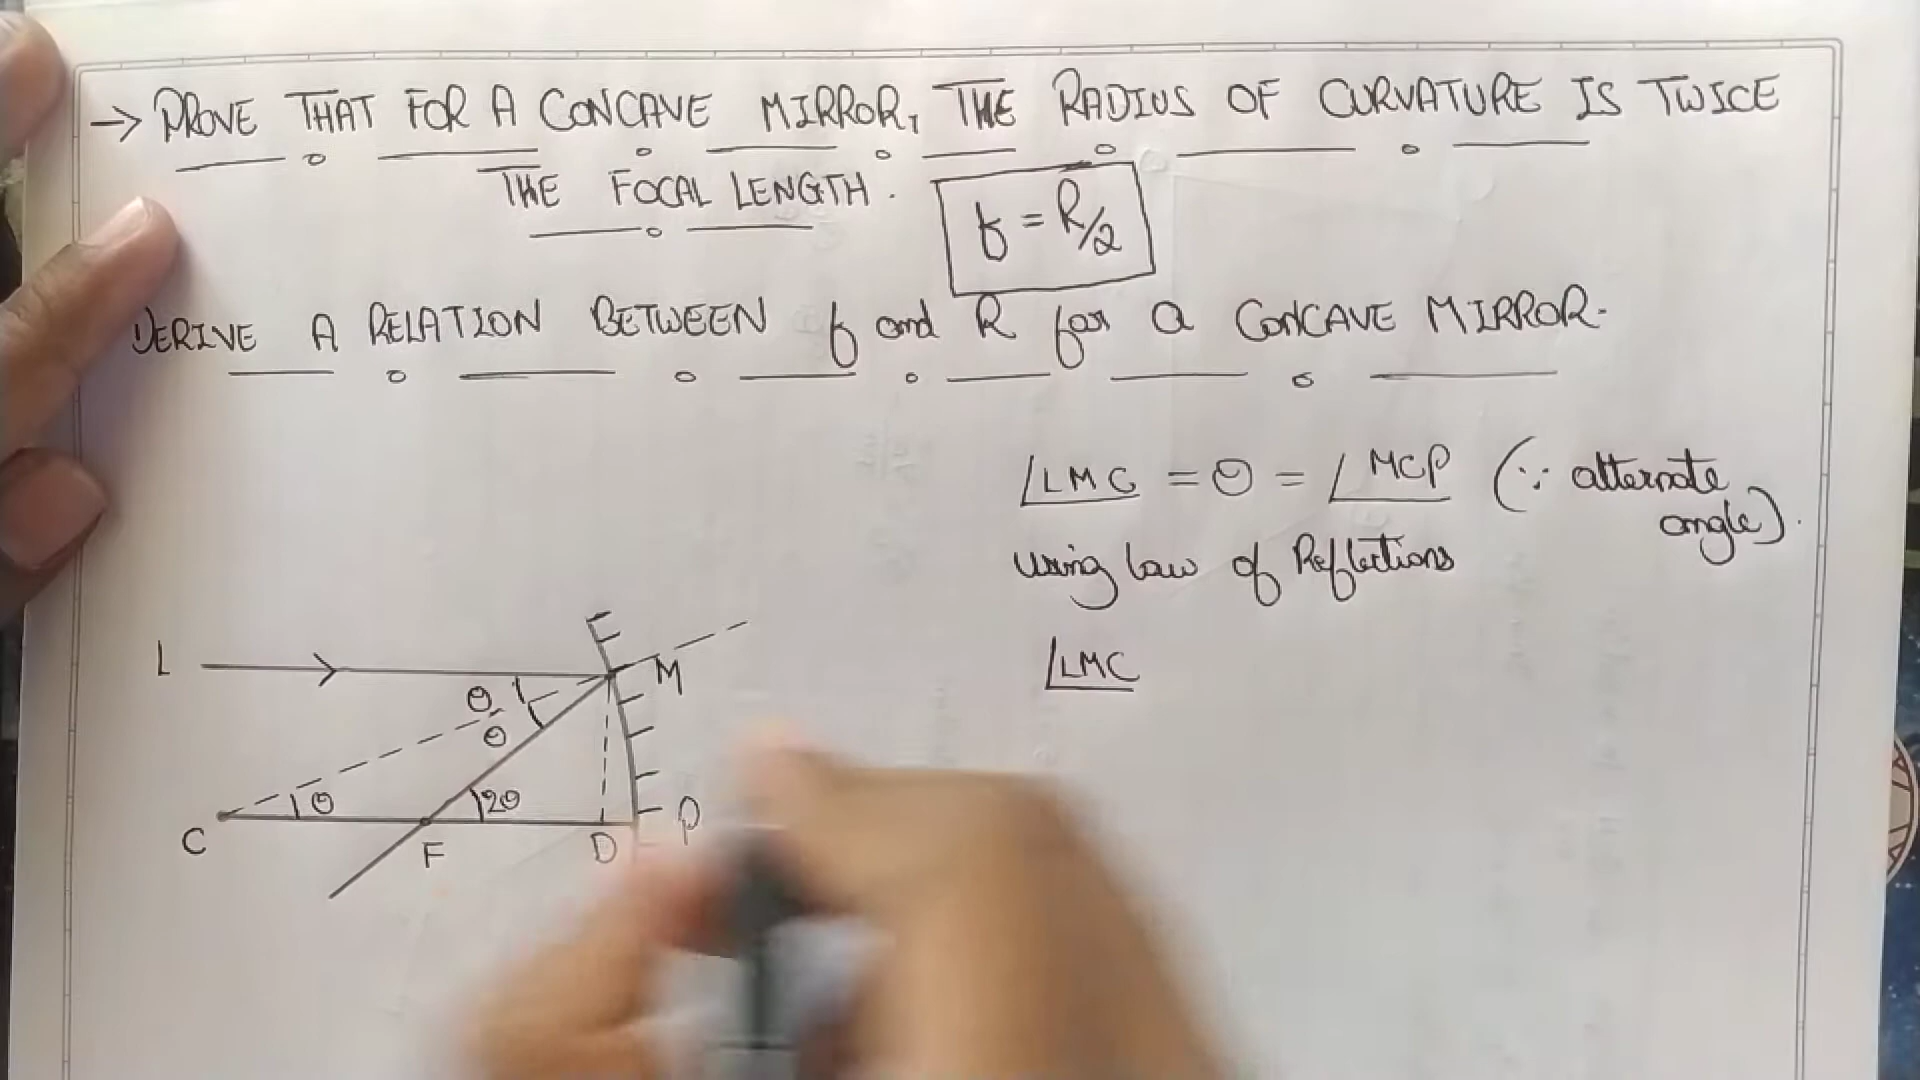 → PROVE THAT FOR A CONCAVE MIRROR, THE RADIUS OF CURVATURE IS TWICE
THE FOCAL LENGTH.
f = R/2
DERIVE A RELATION BETWEEN f and R for a CONCAVE MIRROR.
∠LMC = θ = ∠MCP (∵ alternate
angle).
using law of Reflections
∠LMC
L
M
θ
θ
θ
2θ
C
F
D
P